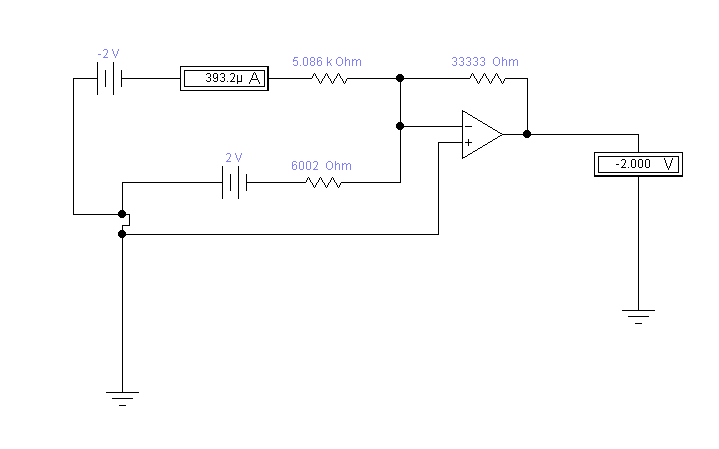 -2 V
393.2µ A
5.086 k Ohm
33333 Ohm
2 V
6002 Ohm
-2.000 V